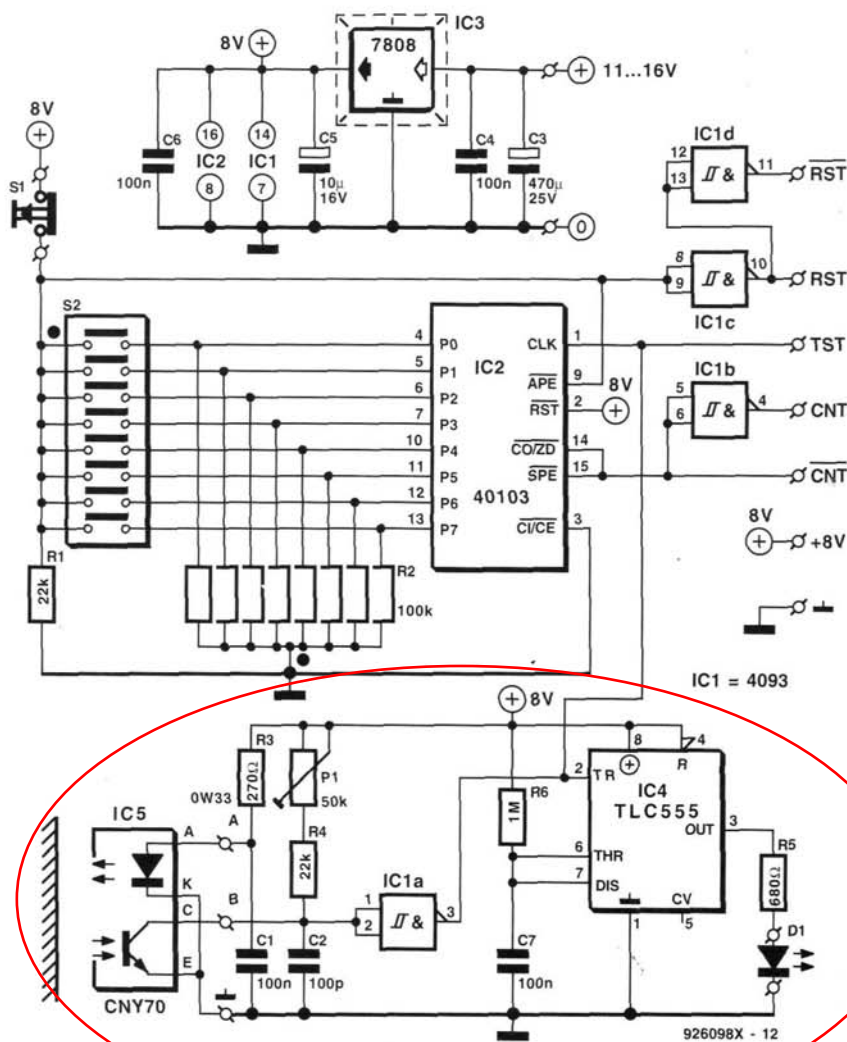 IC3
8V
7808
11...16V
C6
100n
16
IC2
8
14
IC1
7
C5
10µ
16V
C4
100n
C3
470µ
25V
0
8V
S1
IC1d
12
13
&
11
RST
8
9
&
10
RST
IC1c
S2
4
P0
IC2
CLK
1
TST
5
P1
APE
9
8V
IC1b
6
P2
RST
2
5
6
&
4
CNT
7
P3
10
P4
CO/ZD
14
11
P5
SPE
15
CNT
12
P6
40103
13
P7
CI/CE
3
8V
+8V
R1
22k
R2
100k
IC1 = 4093
8V
R3
270Ω
0W33
P1
50k
R4
22k
R6
1M
8
4
R
2
TR
IC4
TLC555
OUT
3
6
THR
7
DIS
CV
1
5
R5
680Ω
D1
IC5
A
A
K
B
C
E
CNY70
IC1a
1
2
&
3
C1
100n
C2
100p
C7
100n
926098X - 12